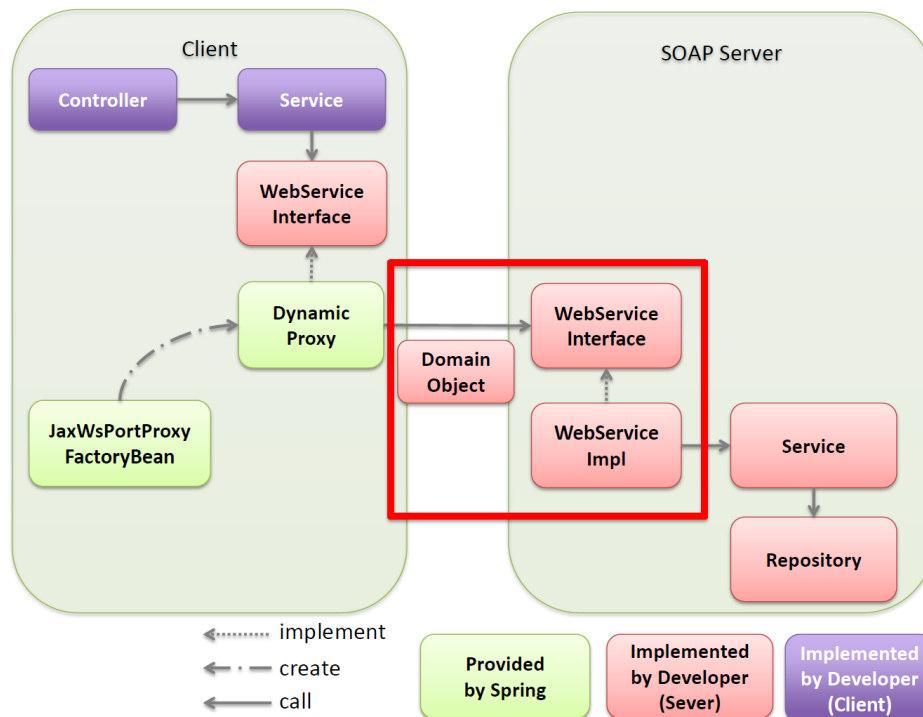 Client
SOAP Server
Controller
Service
WebService
Interface
Dynamic
Proxy
WebService
Interface
Domain
Object
JaxWsPortProxy
FactoryBean
WebService
Impl
Service
Repository
implement
create
call
Provided
by Spring
Implemented
by Developer
(Sever)
Implemented
by Developer
(Client)